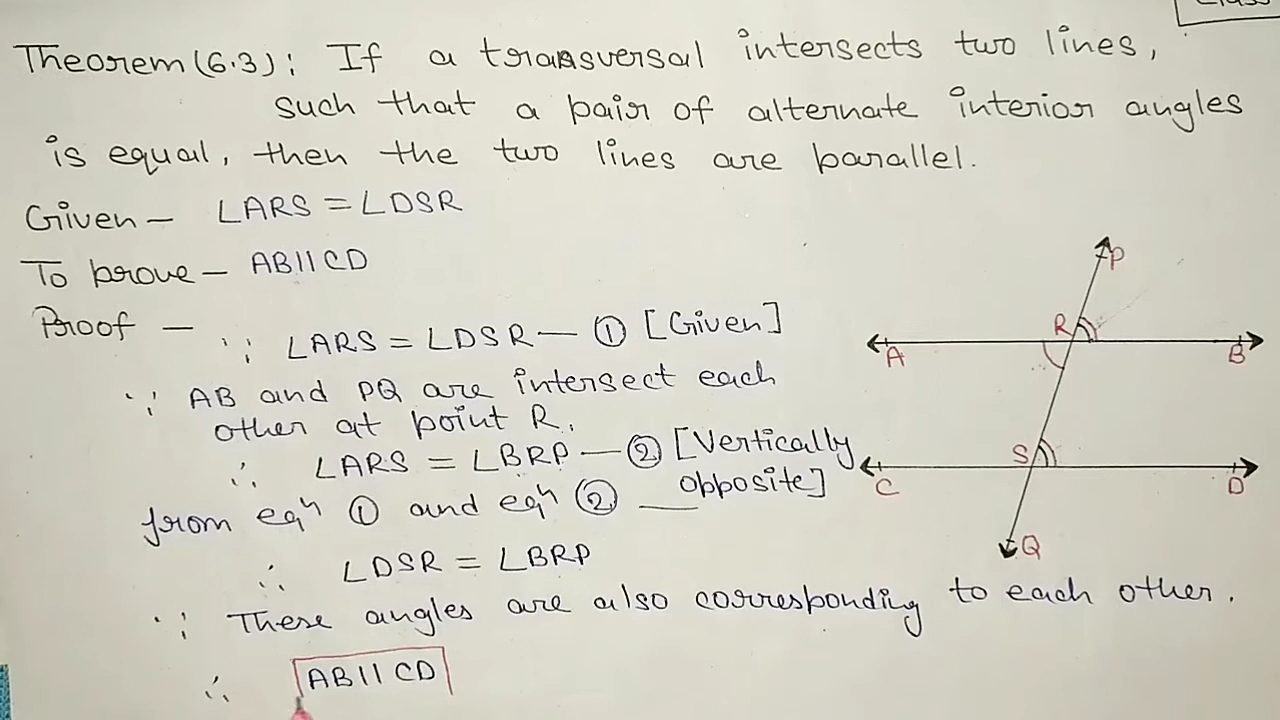 Class
Theorem (6.3): If a transversal intersects two lines,
such that a pair of alternate interior angles
is equal, then the two lines are parallel.
Given — ∠ARS = ∠DSR
To prove — AB||CD
Proof —
∵ ∠ARS = ∠DSR — ① [Given]
∵ AB and PQ are intersect each
other at point R.
∴ ∠ARS = ∠BRP — ② [Vertically
opposite]
from eqⁿ ① and eqⁿ ② —
∴ ∠DSR = ∠BRP
∵ These angles are also corresponding to each other.
∴ AB||CD
P
R
A
B
S
C
D
Q